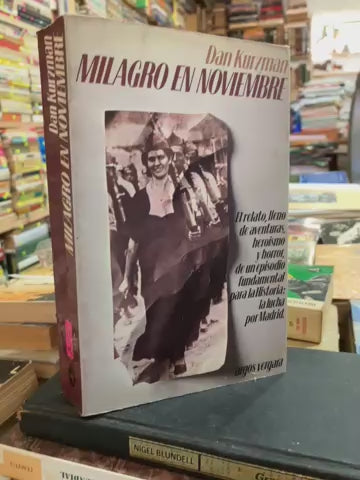 Dan Kurzman
MILAGRO EN NOVIEMBRE
Dan Kurzman
MILAGRO EN NOVIEMBRE
El relato, lleno
de aventuras,
heroísmo
y horror,
de un episodio
fundamental
para la Historia:
la lucha
por Madrid.
argos vergara
NIGEL BLUNDELL